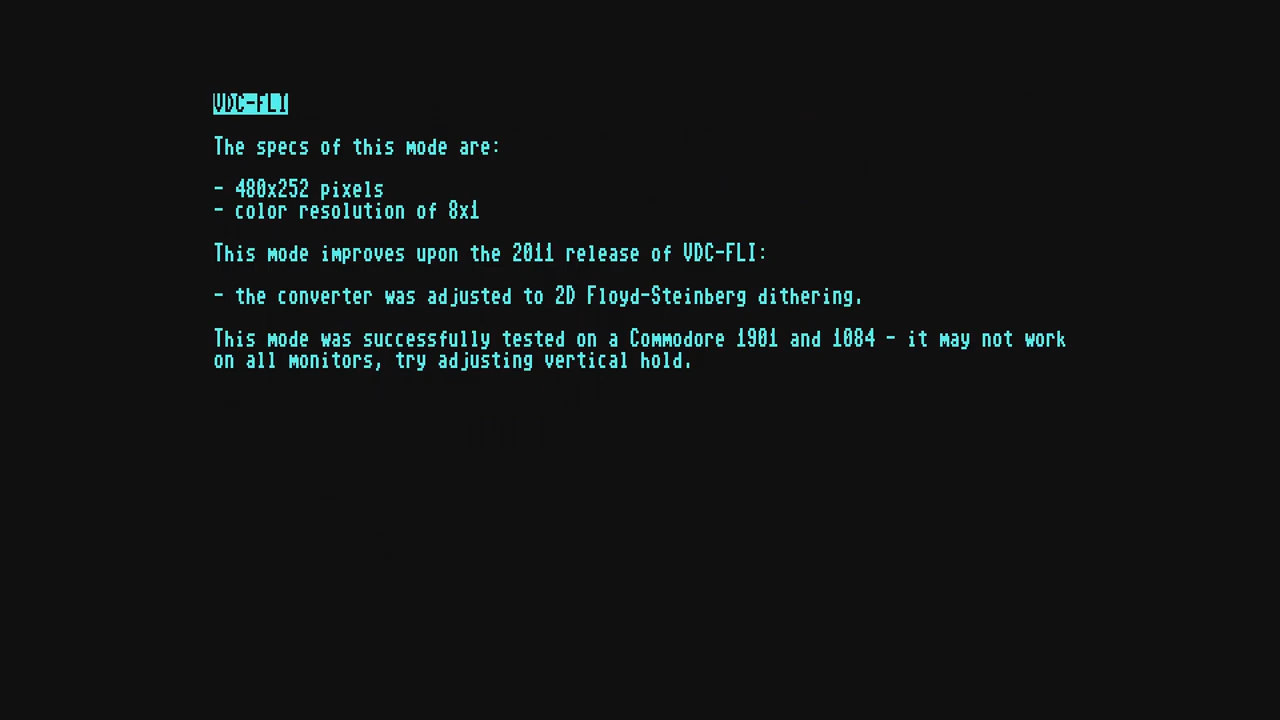 VDC-FLI
The specs of this mode are:
- 480x252 pixels
- color resolution of 8x1
This mode improves upon the 2011 release of VDC-FLI:
- the converter was adjusted to 2D Floyd-Steinberg dithering.
This mode was successfully tested on a Commodore 1901 and 1084 - it may not work
on all monitors, try adjusting vertical hold.